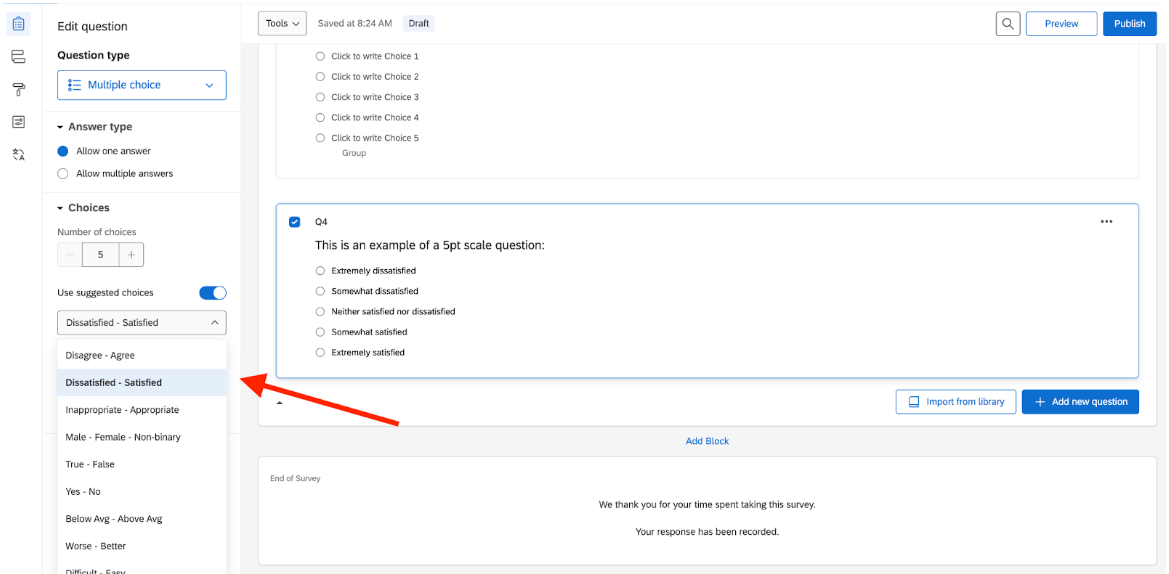 Edit question
Question type
Multiple choice
Answer type
Allow one answer
Allow multiple answers
Choices
Number of choices
5
Use suggested choices
Dissatisfied - Satisfied
Disagree - Agree
Dissatisfied - Satisfied
Inappropriate - Appropriate
Male - Female - Non-binary
True - False
Yes - No
Below Avg - Above Avg
Worse - Better
Difficult - Easy
Tools Saved at 8:24 AM Draft Preview Publish
Click to write Choice 1
Click to write Choice 2
Click to write Choice 3
Click to write Choice 4
Click to write Choice 5
Group
Q4
This is an example of a 5pt scale question:
Extremely dissatisfied
Somewhat dissatisfied
Neither satisfied nor dissatisfied
Somewhat satisfied
Extremely satisfied
Import from library Add new question
Add Block
End of Survey
We thank you for your time spent taking this survey.
Your response has been recorded.